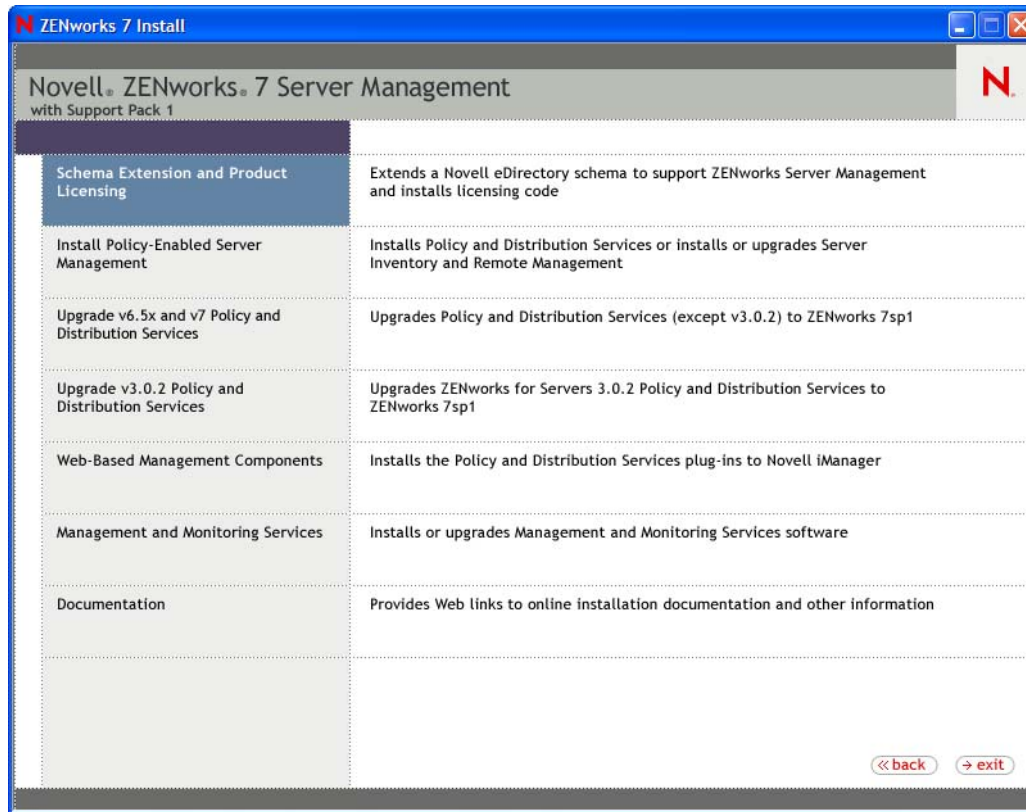 N ZENworks 7 Install
Novell® ZENworks® 7 Server Management
with Support Pack 1
N®
Schema Extension and Product
Licensing
Extends a Novell eDirectory schema to support ZENworks Server Management
and installs licensing code
Install Policy-Enabled Server
Management
Installs Policy and Distribution Services or installs or upgrades Server
Inventory and Remote Management
Upgrade v6.5x and v7 Policy and
Distribution Services
Upgrades Policy and Distribution Services (except v3.0.2) to ZENworks 7sp1
Upgrade v3.0.2 Policy and
Distribution Services
Upgrades ZENworks for Servers 3.0.2 Policy and Distribution Services to
ZENworks 7sp1
Web-Based Management Components
Installs the Policy and Distribution Services plug-ins to Novell iManager
Management and Monitoring Services
Installs or upgrades Management and Monitoring Services software
Documentation
Provides Web links to online installation documentation and other information
back
exit